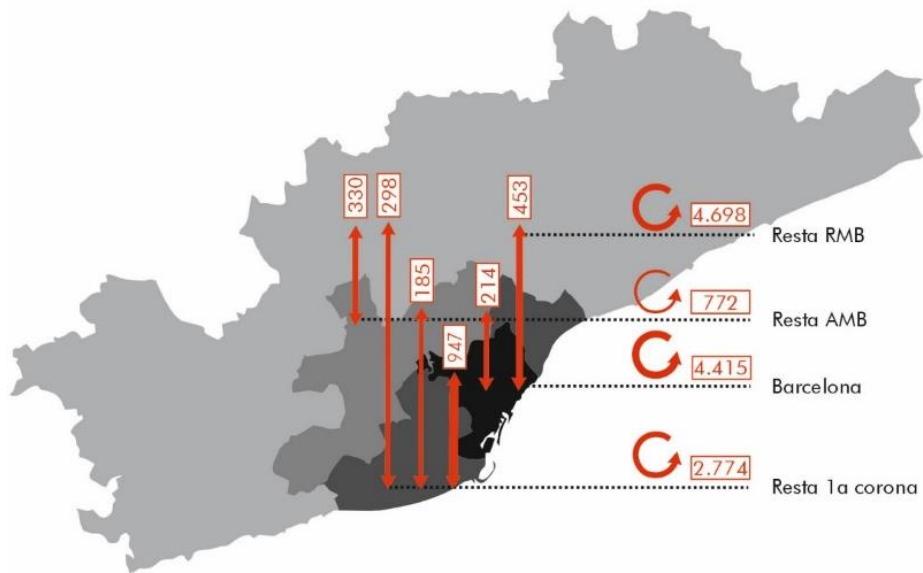 330
298
453
4.698
Resta RMB
185
214
772
Resta AMB
947
4.415
Barcelona
2.774
Resta 1a corona